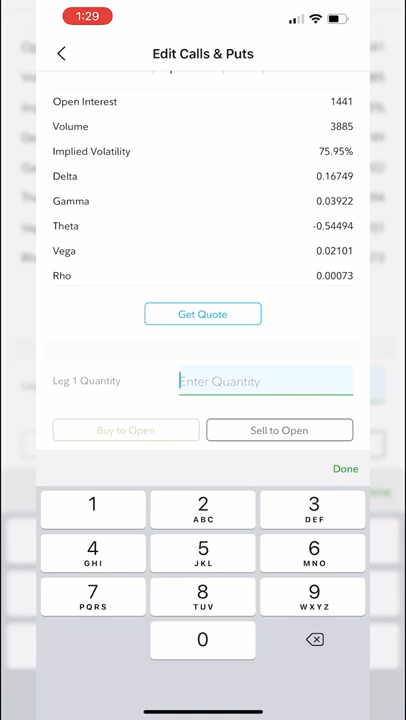 1:29
Edit Calls & Puts
Open Interest 1441
Volume 3885
Implied Volatility 75.95%
Delta 0.16749
Gamma 0.03922
Theta -0.54494
Vega 0.02101
Rho 0.00073
Get Quote
Leg 1 Quantity Enter Quantity
Buy to Open Sell to Open
Done
1 2 3
ABC DEF
4 5 6
GHI JKL MNO
7 8 9
PQRS TUV WXYZ
0